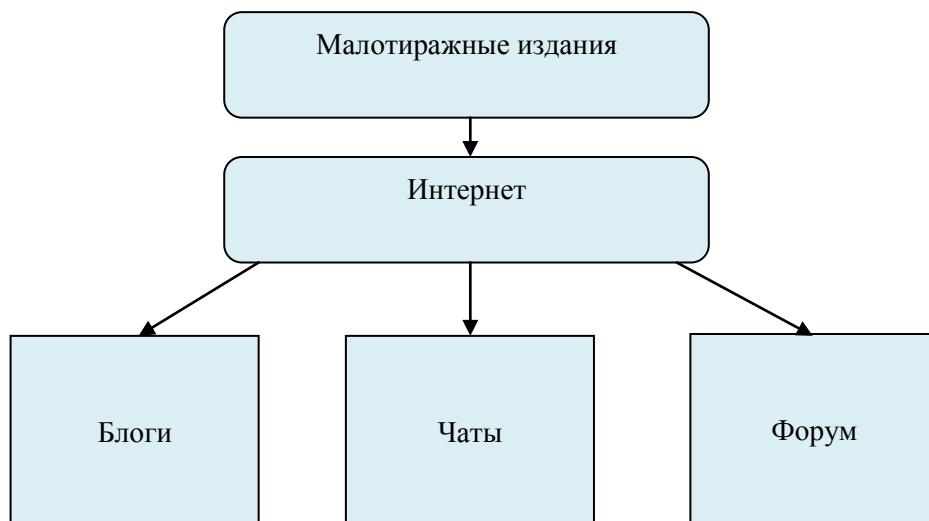 Малотиражные издания
Интернет
Блоги
Чаты
Форум